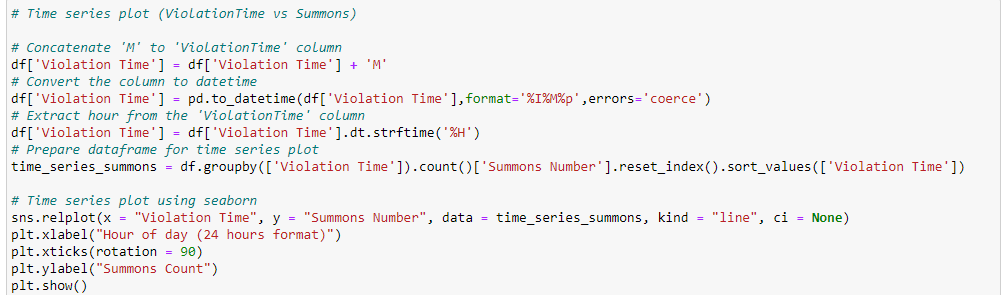 # Time series plot (ViolationTime vs Summons)
# Concatenate 'M' to 'ViolationTime' column
df['Violation Time'] = df['Violation Time'] + 'M'
# Convert the column to datetime
df['Violation Time'] = pd.to_datetime(df['Violation Time'],format='%I%M%p',errors='coerce')
# Extract hour from the 'ViolationTime' column
df['Violation Time'] = df['Violation Time'].dt.strftime('%H')
# Prepare dataframe for time series plot
time_series_summons = df.groupby(['Violation Time']).count()['Summons Number'].reset_index().sort_values(['Violation Time'])
# Time series plot using seaborn
sns.relplot(x = "Violation Time", y = "Summons Number", data = time_series_summons, kind = "line", ci = None)
plt.xlabel("Hour of day (24 hours format)")
plt.xticks(rotation = 90)
plt.ylabel("Summons Count")
plt.show()